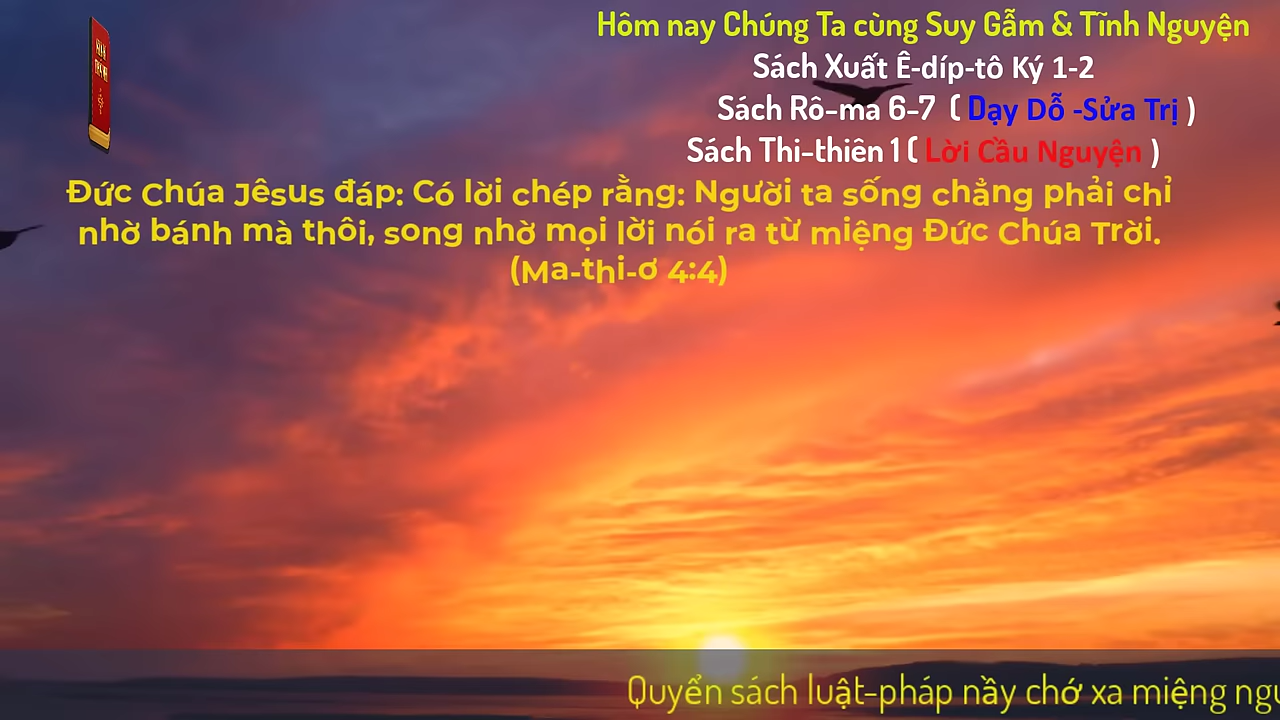 Hôm nay Chúng Ta cùng Suy Gẫm & Tĩnh Nguyện
Sách Xuất Ê-díp-tô Ký 1-2
Sách Rô-ma 6-7 ( Dạy Dỗ -Sửa Trị )
Sách Thi-thiên 1 ( Lời Cầu Nguyện )
Đức Chúa Jêsus đáp: Có lời chép rằng: Người ta sống chẳng phải chỉ
nhờ bánh mà thôi, song nhờ mọi lời nói ra từ miệng Đức Chúa Trời.
(Ma-thi-ơ 4:4)
Quyển sách luật-pháp nầy chớ xa miệng